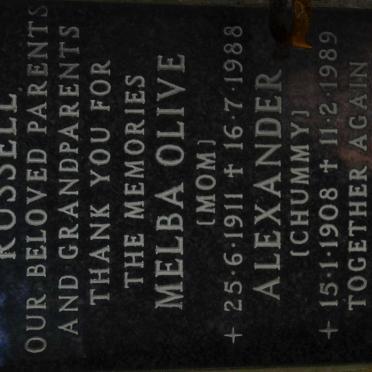 RUSSELL
OUR BELOVED PARENTS
AND GRANDPARENTS
THANK YOU FOR
THE MEMORIES
MELBA OLIVE
[MOM]
+ 25·6·1911 + 16·7·1988
ALEXANDER
[CHUMMY]
+ 15·1·1908 + 11·2·1989
TOGETHER AGAIN